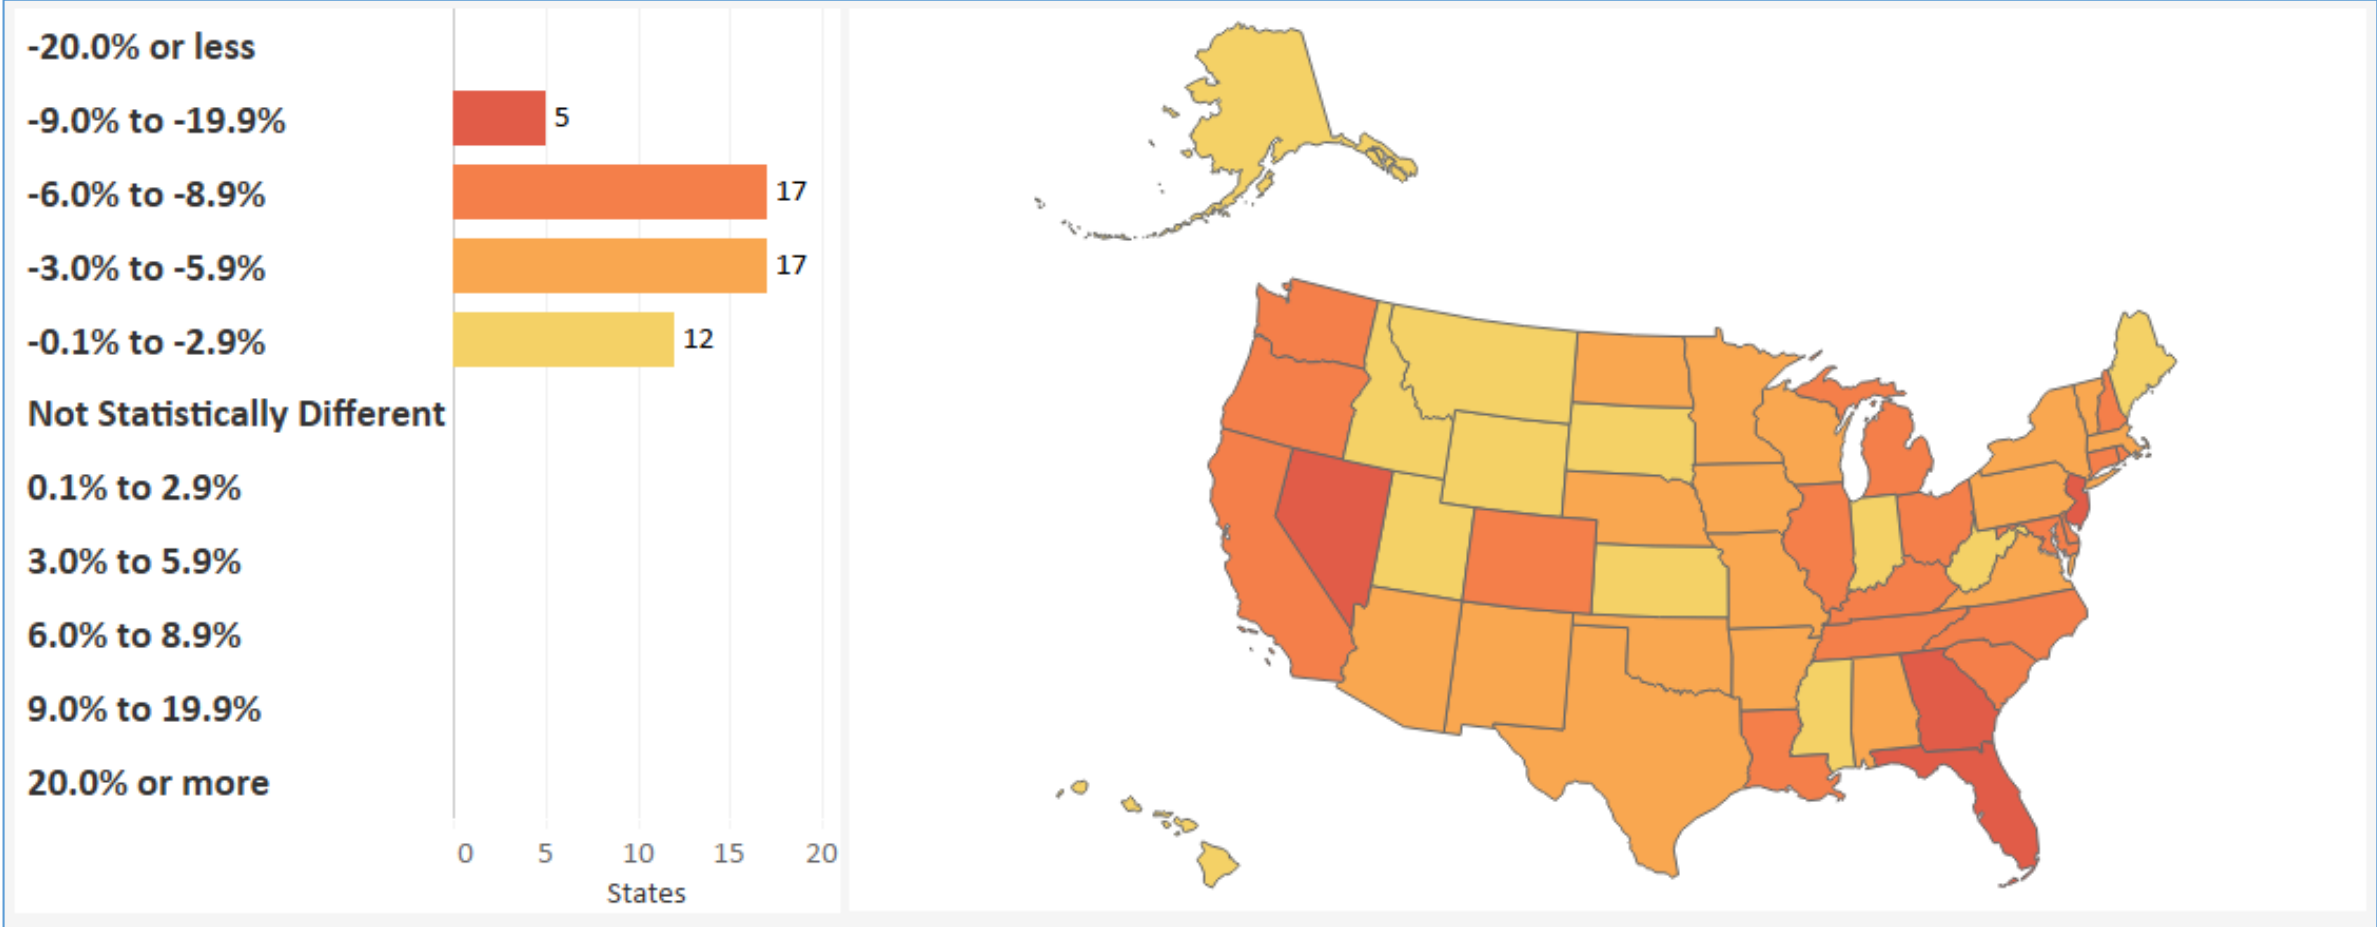 -20.0% or less
-9.0% to -19.9% 5
-6.0% to -8.9% 17
-3.0% to -5.9% 17
-0.1% to -2.9% 12
Not Statistically Different
0.1% to 2.9%
3.0% to 5.9%
6.0% to 8.9%
9.0% to 19.9%
20.0% or more
0 5 10 15 20
States